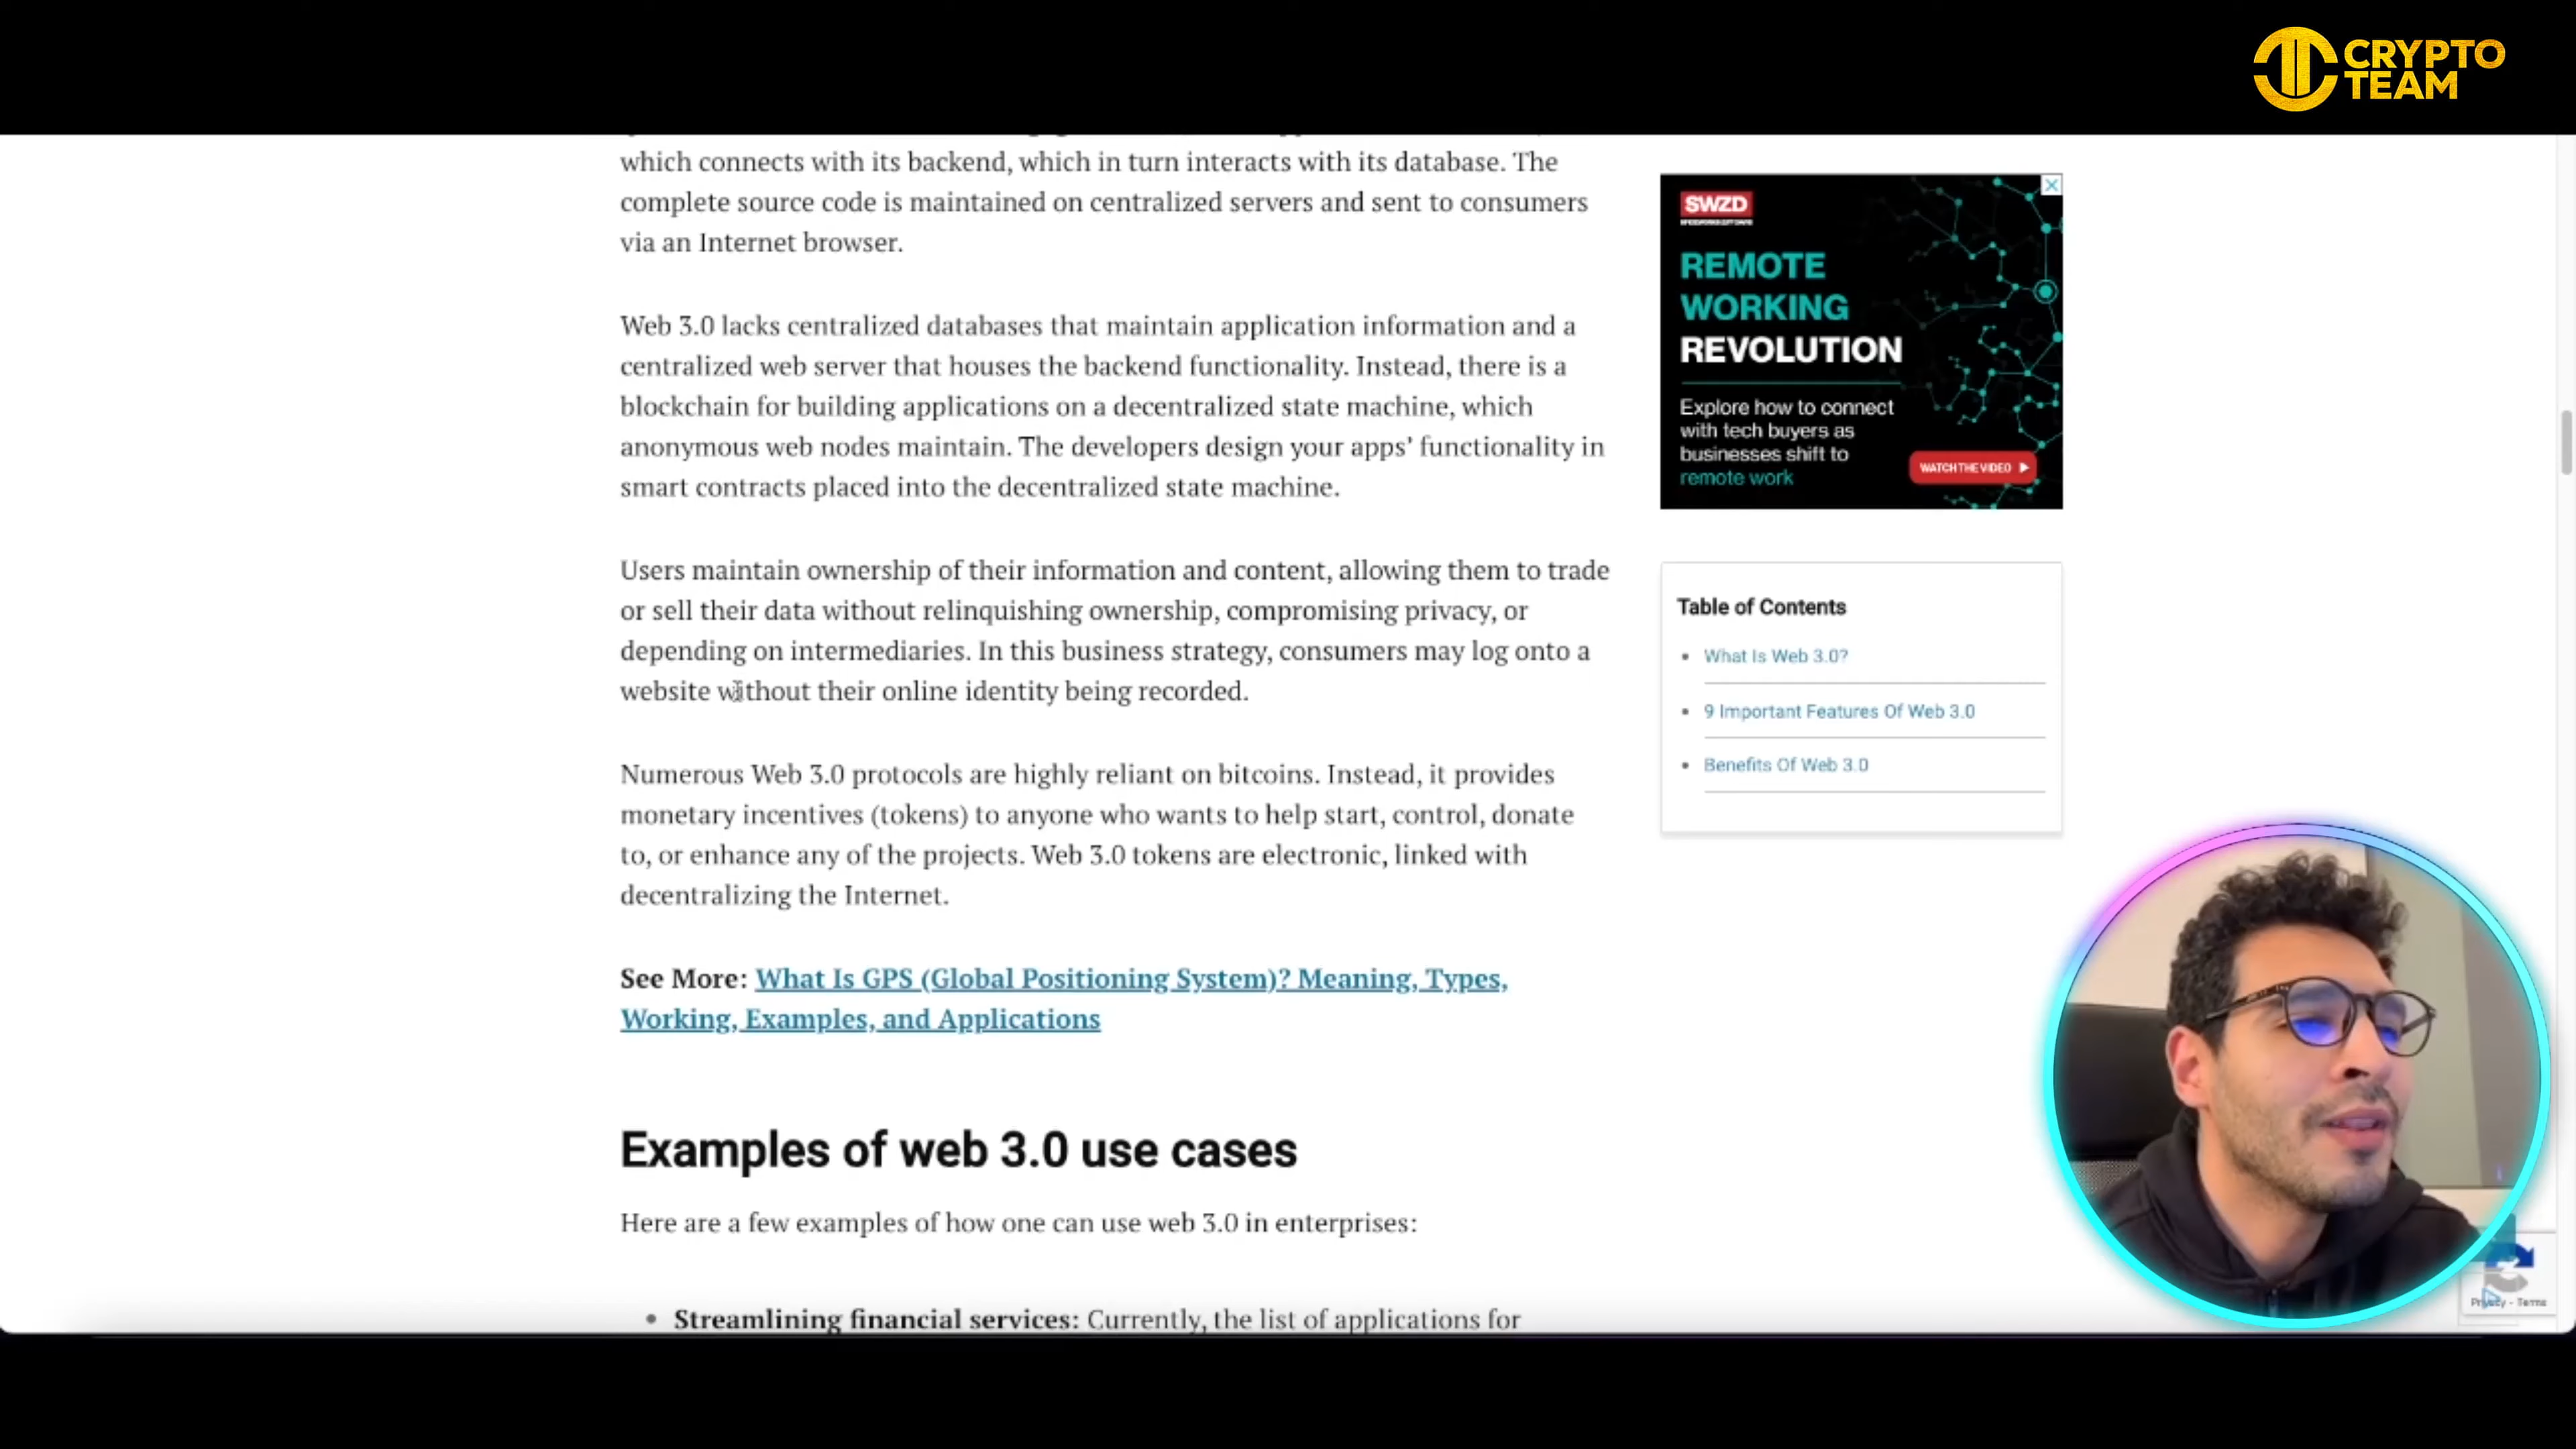 CRYPTO
TEAM
which connects with its backend, which in turn interacts with its database. The
complete source code is maintained on centralized servers and sent to consumers
via an Internet browser.
Web 3.0 lacks centralized databases that maintain application information and a
centralized web server that houses the backend functionality. Instead, there is a
blockchain for building applications on a decentralized state machine, which
anonymous web nodes maintain. The developers design your apps’ functionality in
smart contracts placed into the decentralized state machine.
Users maintain ownership of their information and content, allowing them to trade
or sell their data without relinquishing ownership, compromising privacy, or
depending on intermediaries. In this business strategy, consumers may log onto a
website without their online identity being recorded.
Numerous Web 3.0 protocols are highly reliant on bitcoins. Instead, it provides
monetary incentives (tokens) to anyone who wants to help start, control, donate
to, or enhance any of the projects. Web 3.0 tokens are electronic, linked with
decentralizing the Internet.
See More: What Is GPS (Global Positioning System)? Meaning, Types,
Working, Examples, and Applications
Examples of web 3.0 use cases
Here are a few examples of how one can use web 3.0 in enterprises:
• Streamlining financial services: Currently, the list of applications for
SWZD
REMOTE
WORKING
REVOLUTION
Explore how to connect
with tech buyers as
businesses shift to
remote work
WATCH THE VIDEO
Table of Contents
• What Is Web 3.0?
• 9 Important Features Of Web 3.0
• Benefits Of Web 3.0
Privacy - Terms